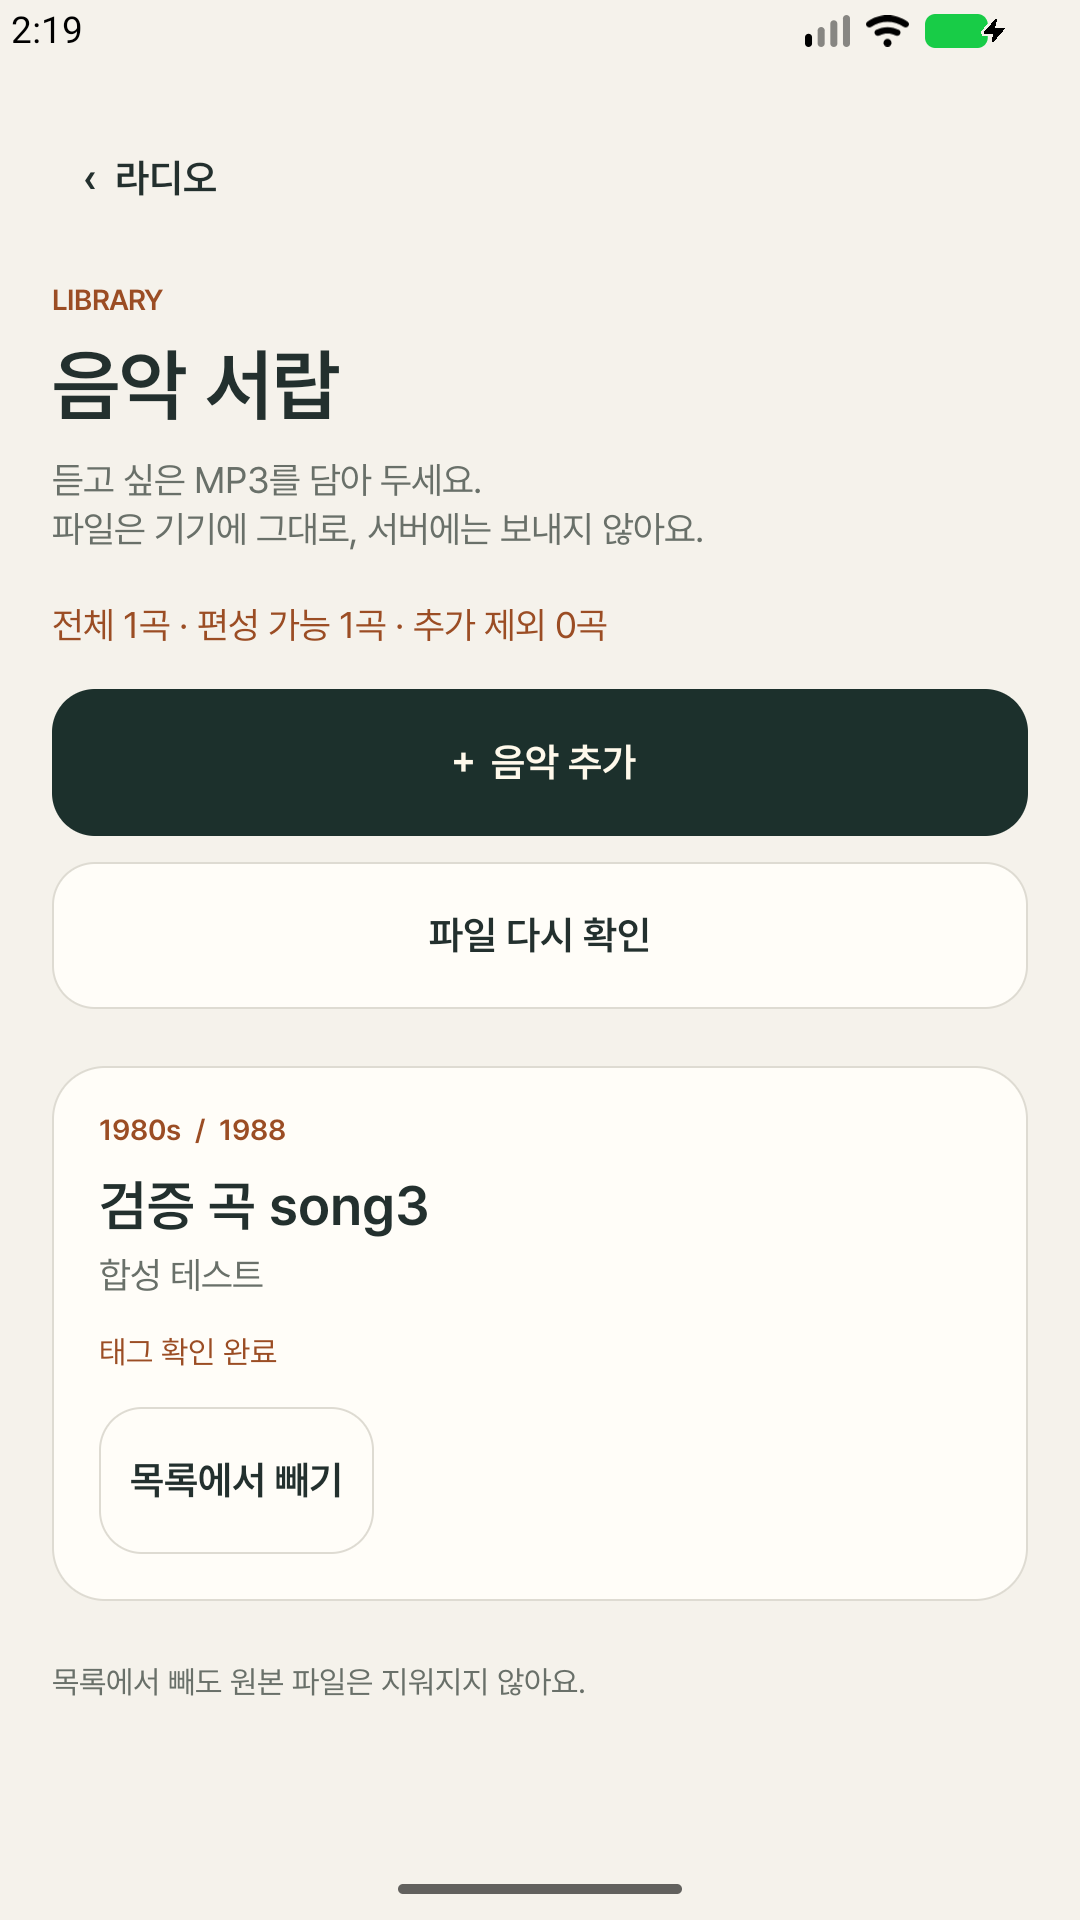 2:19
‹ 라디오
LIBRARY
음악 서랍
듣고 싶은 MP3를 담아 두세요.
파일은 기기에 그대로, 서버에는 보내지 않아요.
전체 1곡 · 편성 가능 1곡 · 추가 제외 0곡
+ 음악 추가
파일 다시 확인
1980s / 1988
검증 곡 song3
합성 테스트
태그 확인 완료
목록에서 빼기
목록에서 빼도 원본 파일은 지워지지 않아요.